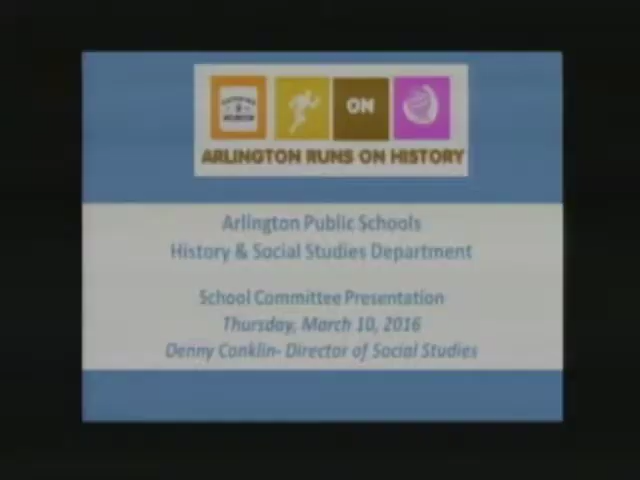 ON
ARLINGTON RUNS ON HISTORY
Arlington Public Schools
History & Social Studies Department
School Committee Presentation
Thursday, March 10, 2016
Denny Conklin- Director of Social Studies